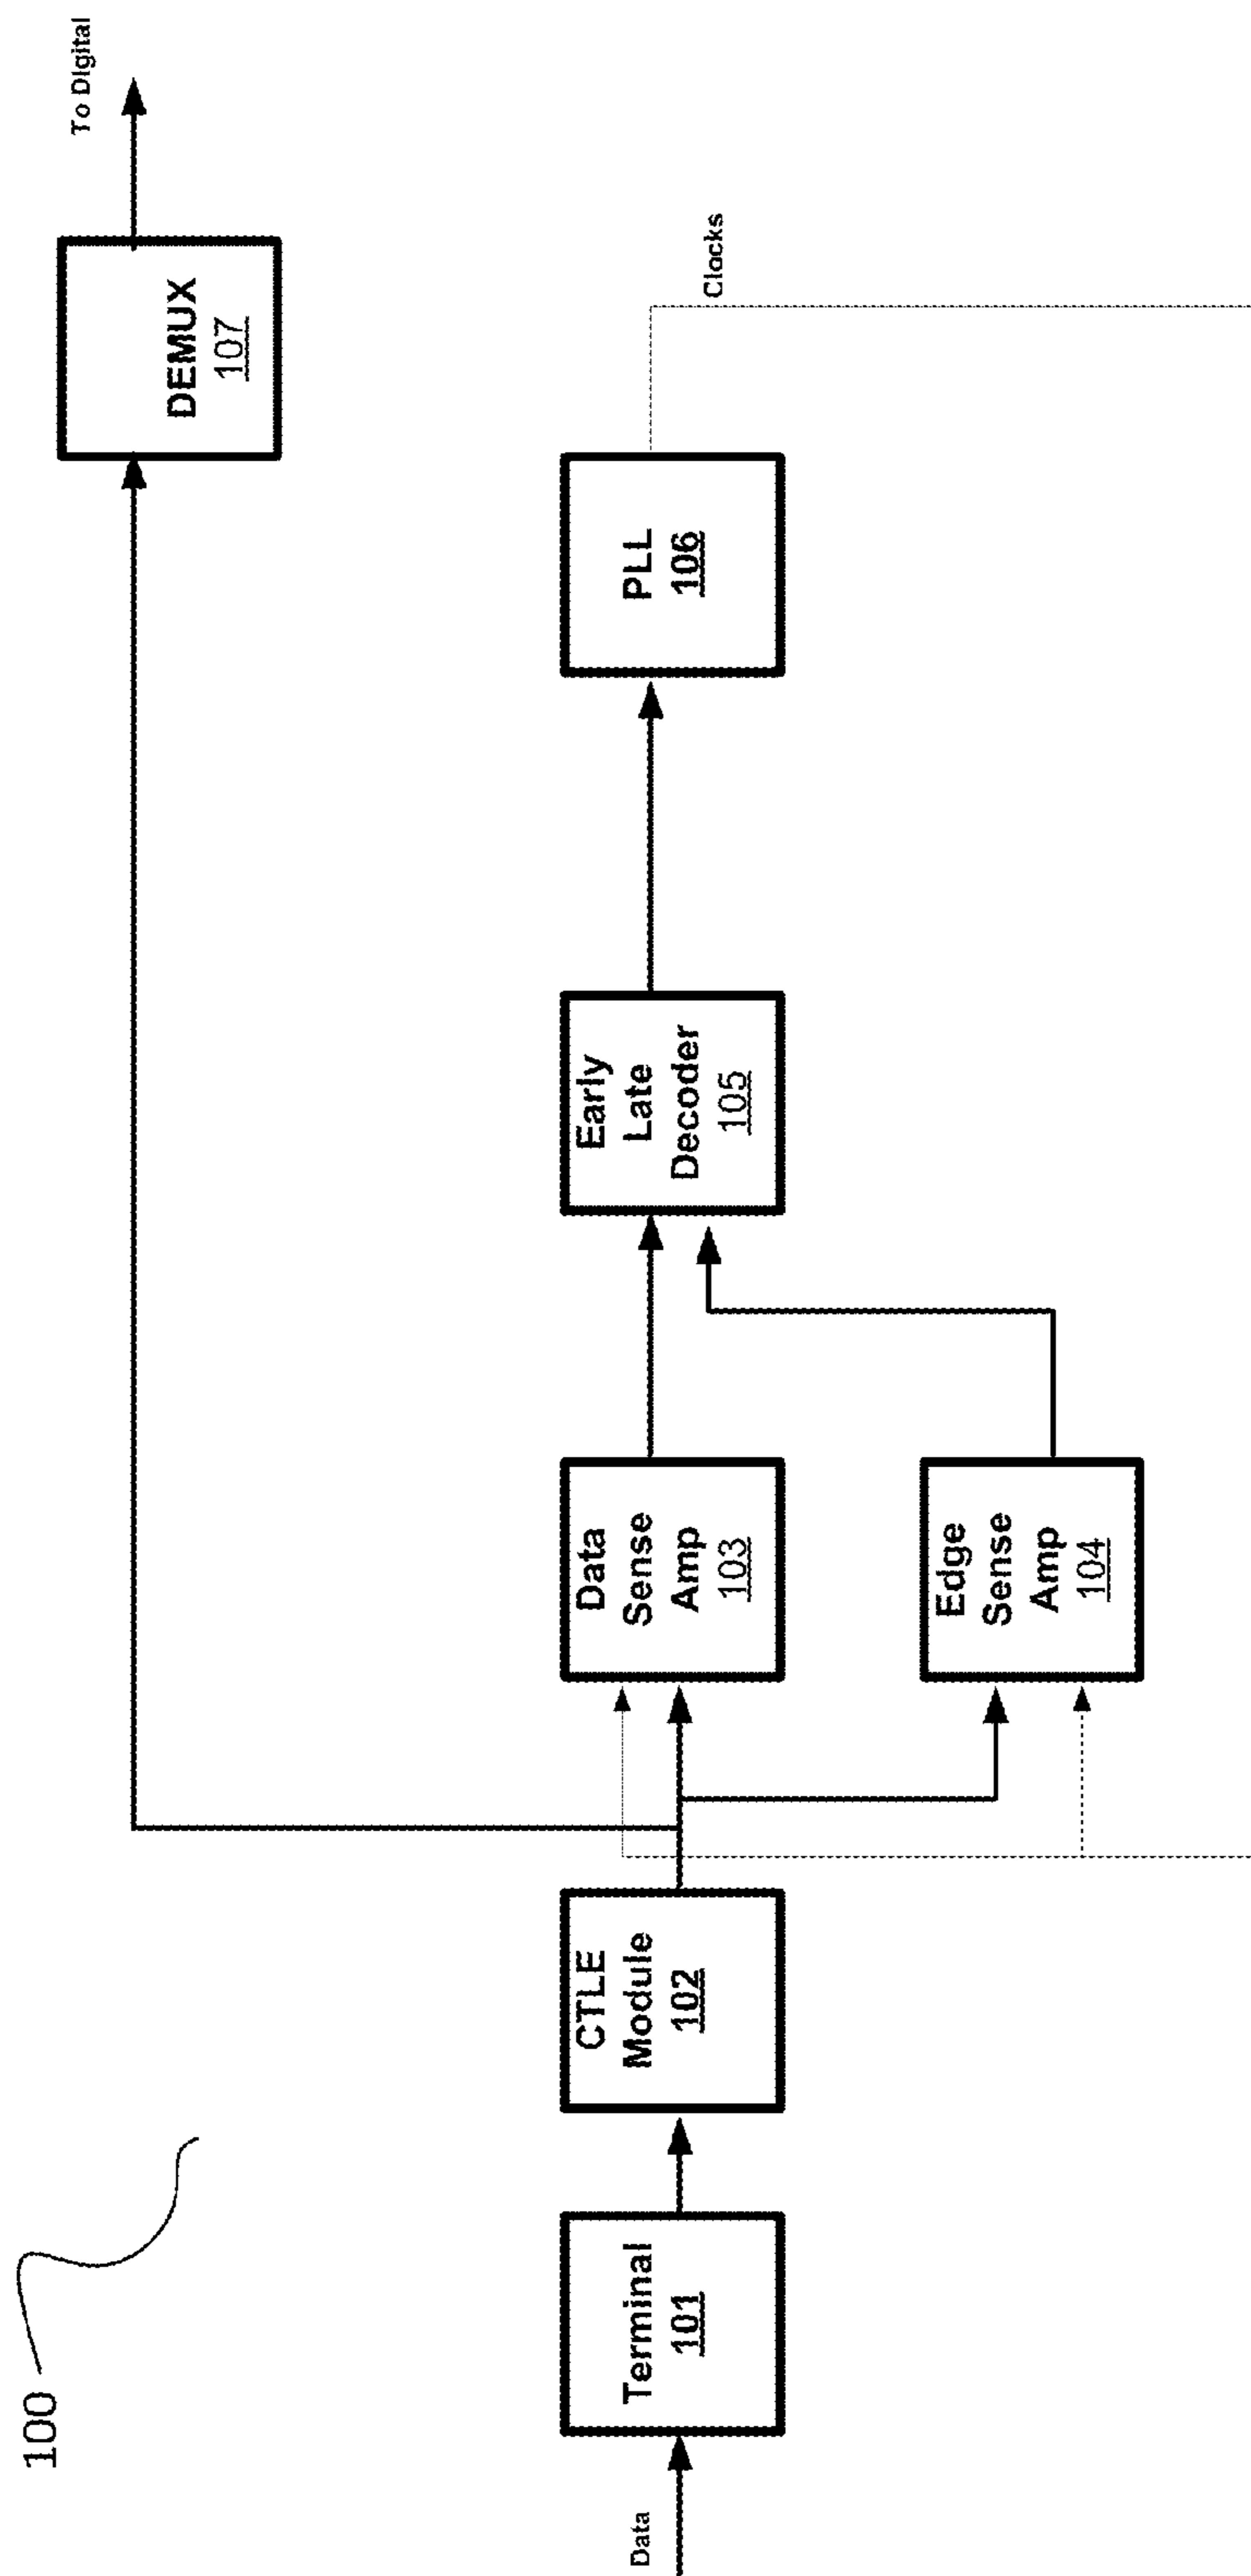 100
To Digital
DEMUX
107
Clocks
Data
Terminal
101
CTLE
Module
102
Data
Sense
Amp
103
Early
Late
Decoder
105
PLL
106
Edge
Sense
Amp
104